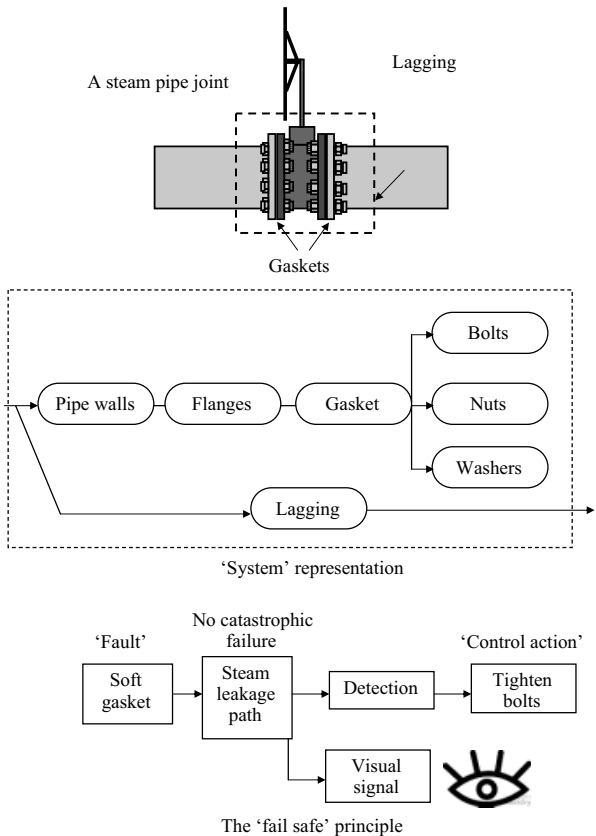 A steam pipe joint
Lagging
Gaskets
Bolts
Pipe walls
Flanges
Gasket
Nuts
Washers
Lagging
‘System’ representation
No catastrophic
failure
‘Fault’
‘Control action’
Soft
gasket
Steam
leakage
path
Detection
Tighten
bolts
Visual
signal
The ‘fail safe’ principle